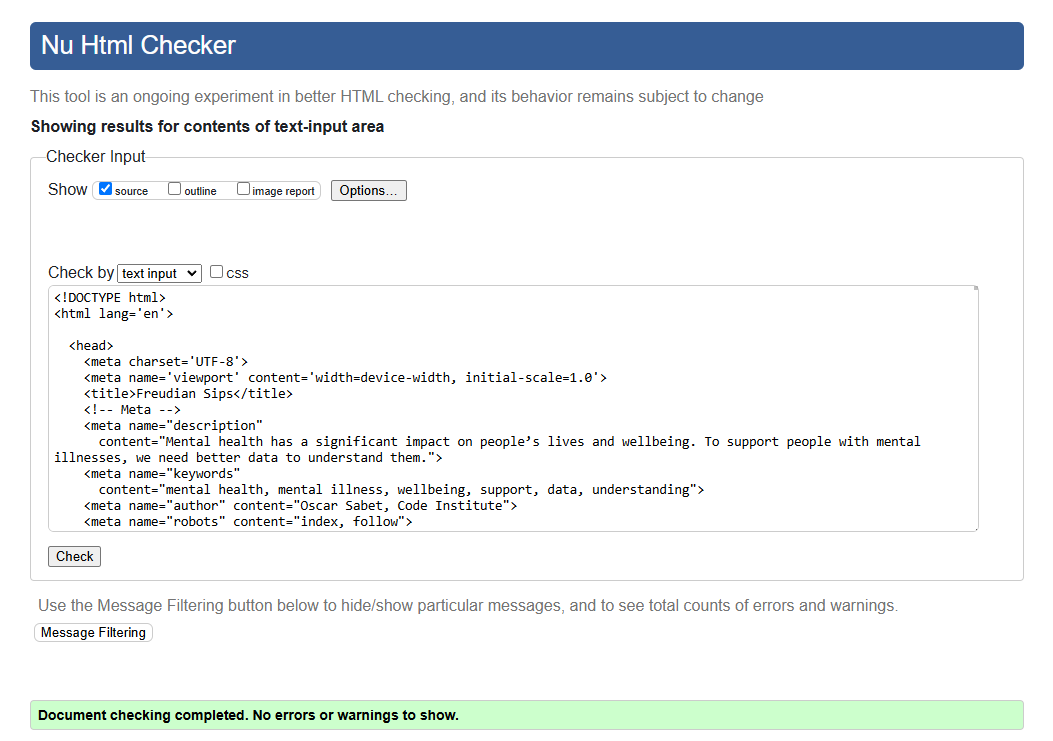 Nu Html Checker
This tool is an ongoing experiment in better HTML checking, and its behavior remains subject to change
Showing results for contents of text-input area
Checker Input
Show source outline image report Options...
Check by text input css
<!DOCTYPE html>
<html lang='en'>
<head>
<meta charset='UTF-8'>
<meta name='viewport' content='width=device-width, initial-scale=1.0'>
<title>Freudian Sips</title>
<!-- Meta -->
<meta name="description"
content="Mental health has a significant impact on people’s lives and wellbeing. To support people with mental
illnesses, we need better data to understand them.">
<meta name="keywords"
content="mental health, mental illness, wellbeing, support, data, understanding">
<meta name="author" content="Oscar Sabet, Code Institute">
<meta name="robots" content="index, follow">
Check
Use the Message Filtering button below to hide/show particular messages, and to see total counts of errors and warnings.
Message Filtering
Document checking completed. No errors or warnings to show.